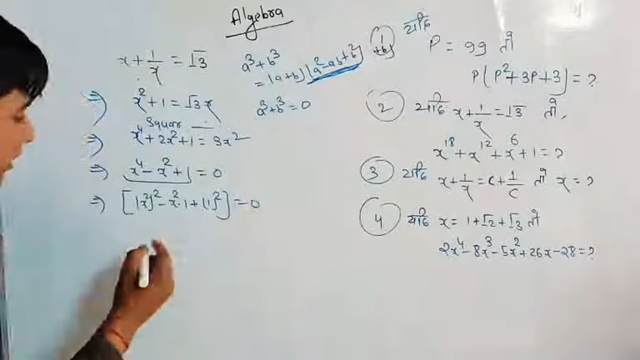 Algebra
x + 1/x = √3
⇒ x² + 1 = √3 x
Squar
⇒ x⁴ + 2x² + 1 = 3x²
⇒ x⁴ - x² + 1 = 0
⇒ [(x²)² - x²·1 + (1)²] = 0
a³ + b³
= (a+b)(a² - ab + b²)
a³ + b³ = 0
① यदि
P = 99 तो
P(P² + 3P + 3) = ?
② यदि x + 1/x = √3 तो,
x¹⁸ + x¹² + x⁶ + 1 = ?
③ यदि x + 1/x = c + 1/c तो x = ?
④ यदि x = 1 + √2 + √3 तो
2x⁴ - 8x³ - 5x² + 26x - 28 = ?